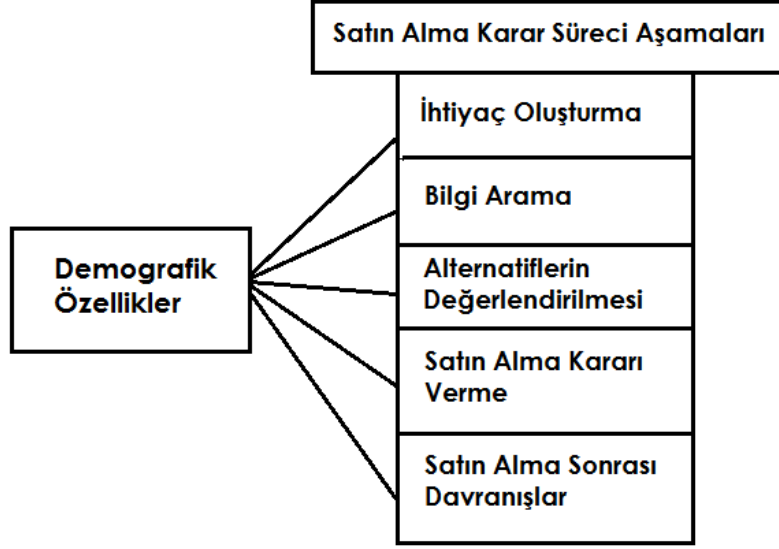 Satın Alma Karar Süreci Aşamaları
İhtiyaç Oluşturma
Bilgi Arama
Demografik
Özellikler
Alternatiflerin
Değerlendirilmesi
Satın Alma Kararı
Verme
Satın Alma Sonrası
Davranışlar